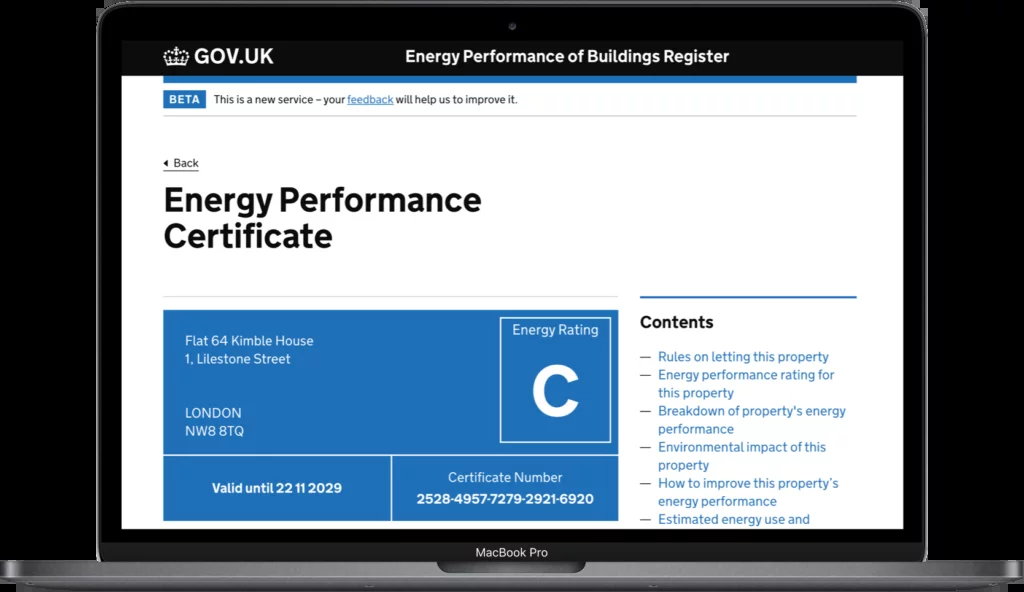 GOV.UK
Energy Performance of Buildings Register
BETA This is a new service – your feedback will help us to improve it.
Back
Energy Performance
Certificate
Flat 64 Kimble House
1, Lilestone Street
LONDON
NW8 8TQ
Energy Rating
C
Valid until 22 11 2029
Certificate Number
2528-4957-7279-2921-6920
Contents
— Rules on letting this property
— Energy performance rating for
this property
— Breakdown of property's energy
performance
— Environmental impact of this
property
— How to improve this property's
energy performance
— Estimated energy use and
MacBook Pro